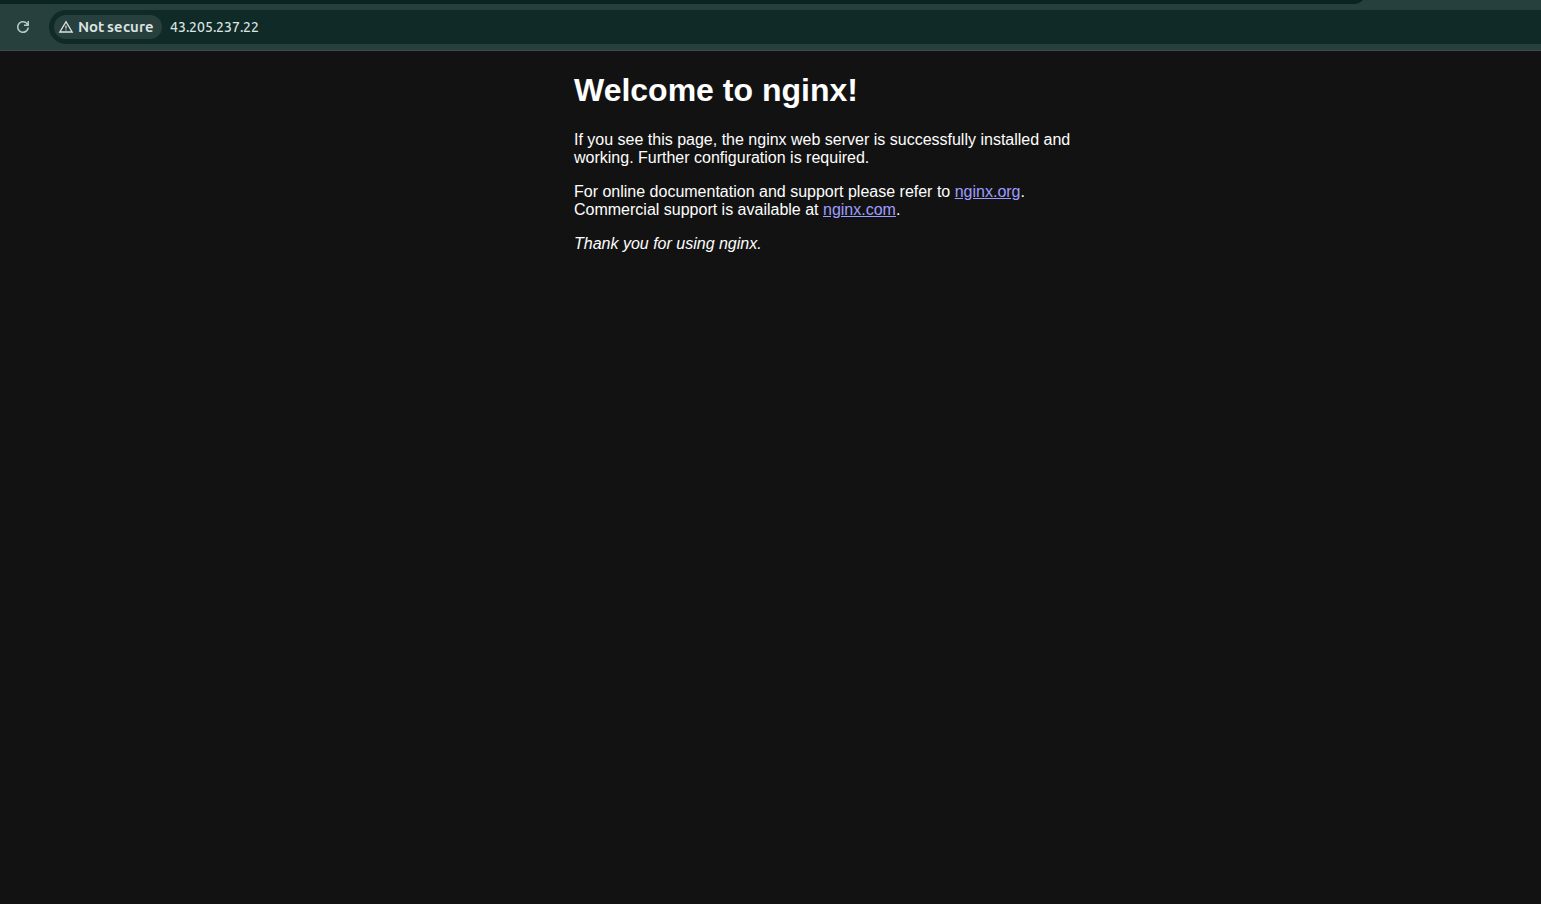 Not secure 43.205.237.22
Welcome to nginx!
If you see this page, the nginx web server is successfully installed and
working. Further configuration is required.
For online documentation and support please refer to nginx.org.
Commercial support is available at nginx.com.
Thank you for using nginx.